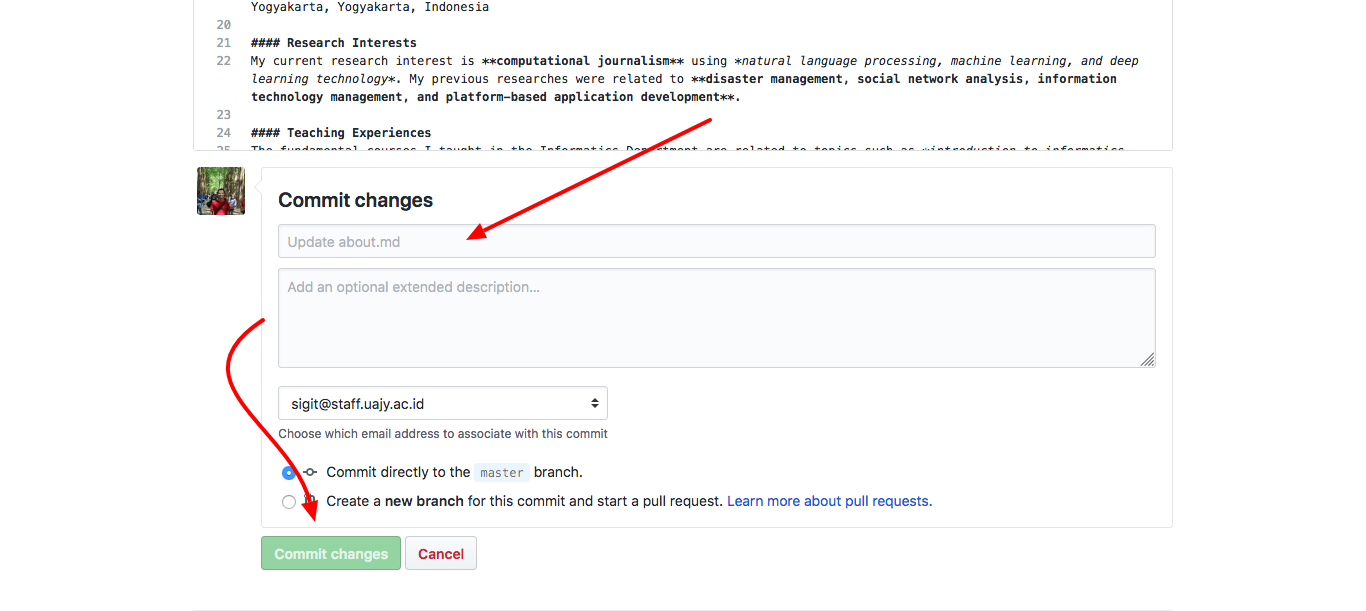 Yogyakarta, Yogyakarta, Indonesia
20
21 #### Research Interests
22 My current research interest is **computational journalism** using *natural language processing, machine learning, and deep
learning technology*. My previous researches were related to **disaster management, social network analysis, information
technology management, and platform-based application development**.
23
24 #### Teaching Experiences
25 The fundamental courses I taught in the Informatics Department are related to topics such as *introduction to informatics,
Commit changes
Update about.md
Add an optional extended description...
sigit@staff.uajy.ac.id
Choose which email address to associate with this commit
Commit directly to the master branch.
Create a new branch for this commit and start a pull request. Learn more about pull requests.
Commit changes Cancel